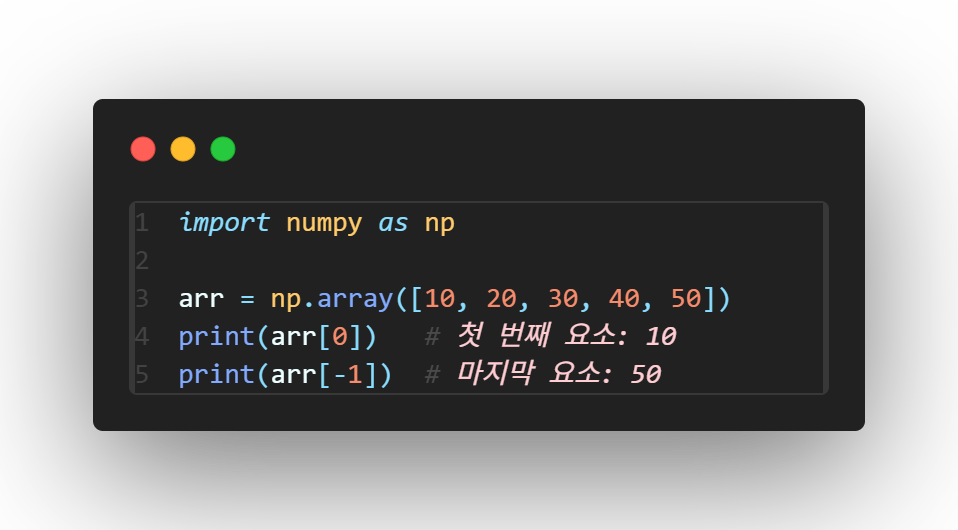 1 import numpy as np
2
3 arr = np.array([10, 20, 30, 40, 50])
4 print(arr[0])   # 첫 번째 요소: 10
5 print(arr[-1])  # 마지막 요소: 50